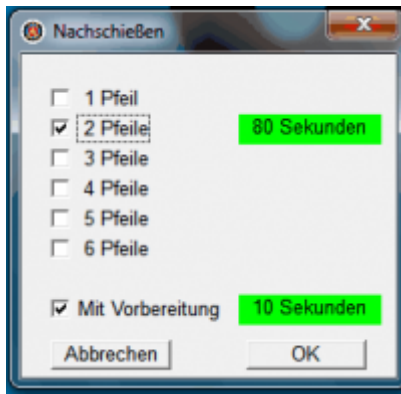 Nachschießen
1 Pfeil
2 Pfeile 80 Sekunden
3 Pfeile
4 Pfeile
5 Pfeile
6 Pfeile
Mit Vorbereitung 10 Sekunden
Abbrechen OK